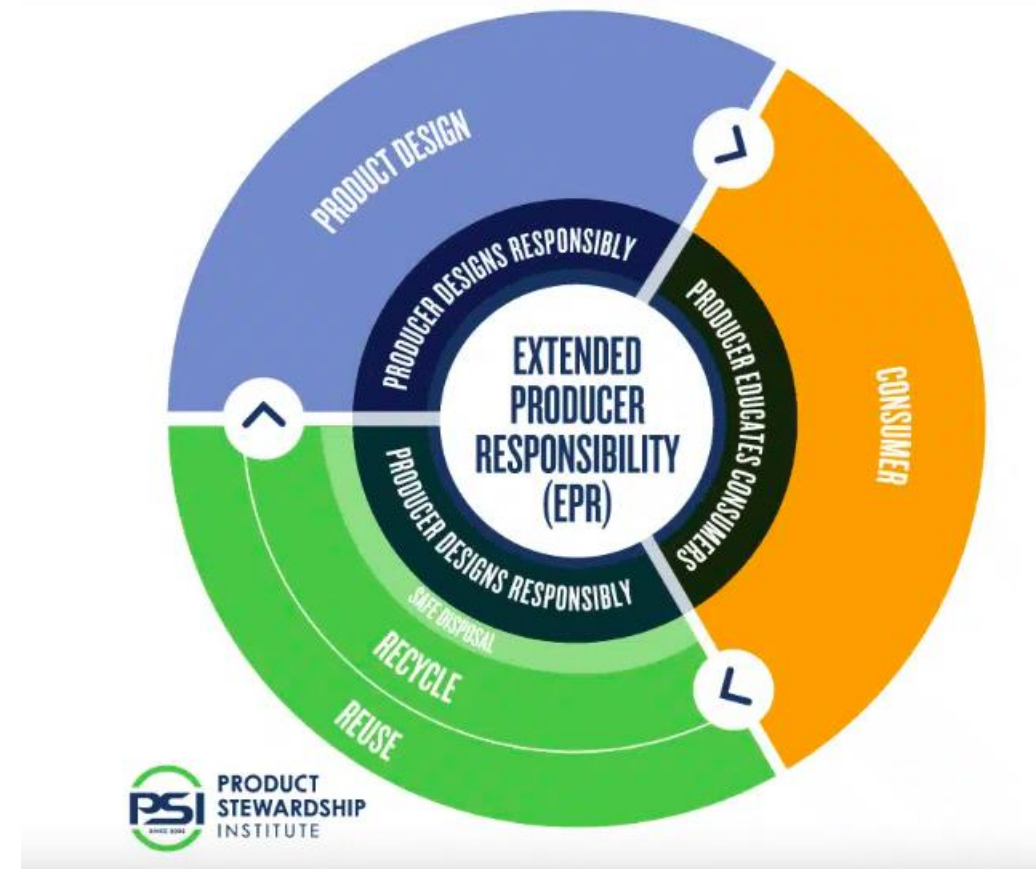 PRODUCT DESIGN
PRODUCER DESIGNS RESPONSIBLY
CONSUMER
PRODUCER EDUCATES CONSUMERS
EXTENDED
PRODUCER
RESPONSIBILITY
(EPR)
PRODUCER DESIGNS RESPONSIBLY
SAFE DISPOSAL
RECYCLE
REUSE
PSI
PRODUCT
STEWARDSHIP
INSTITUTE